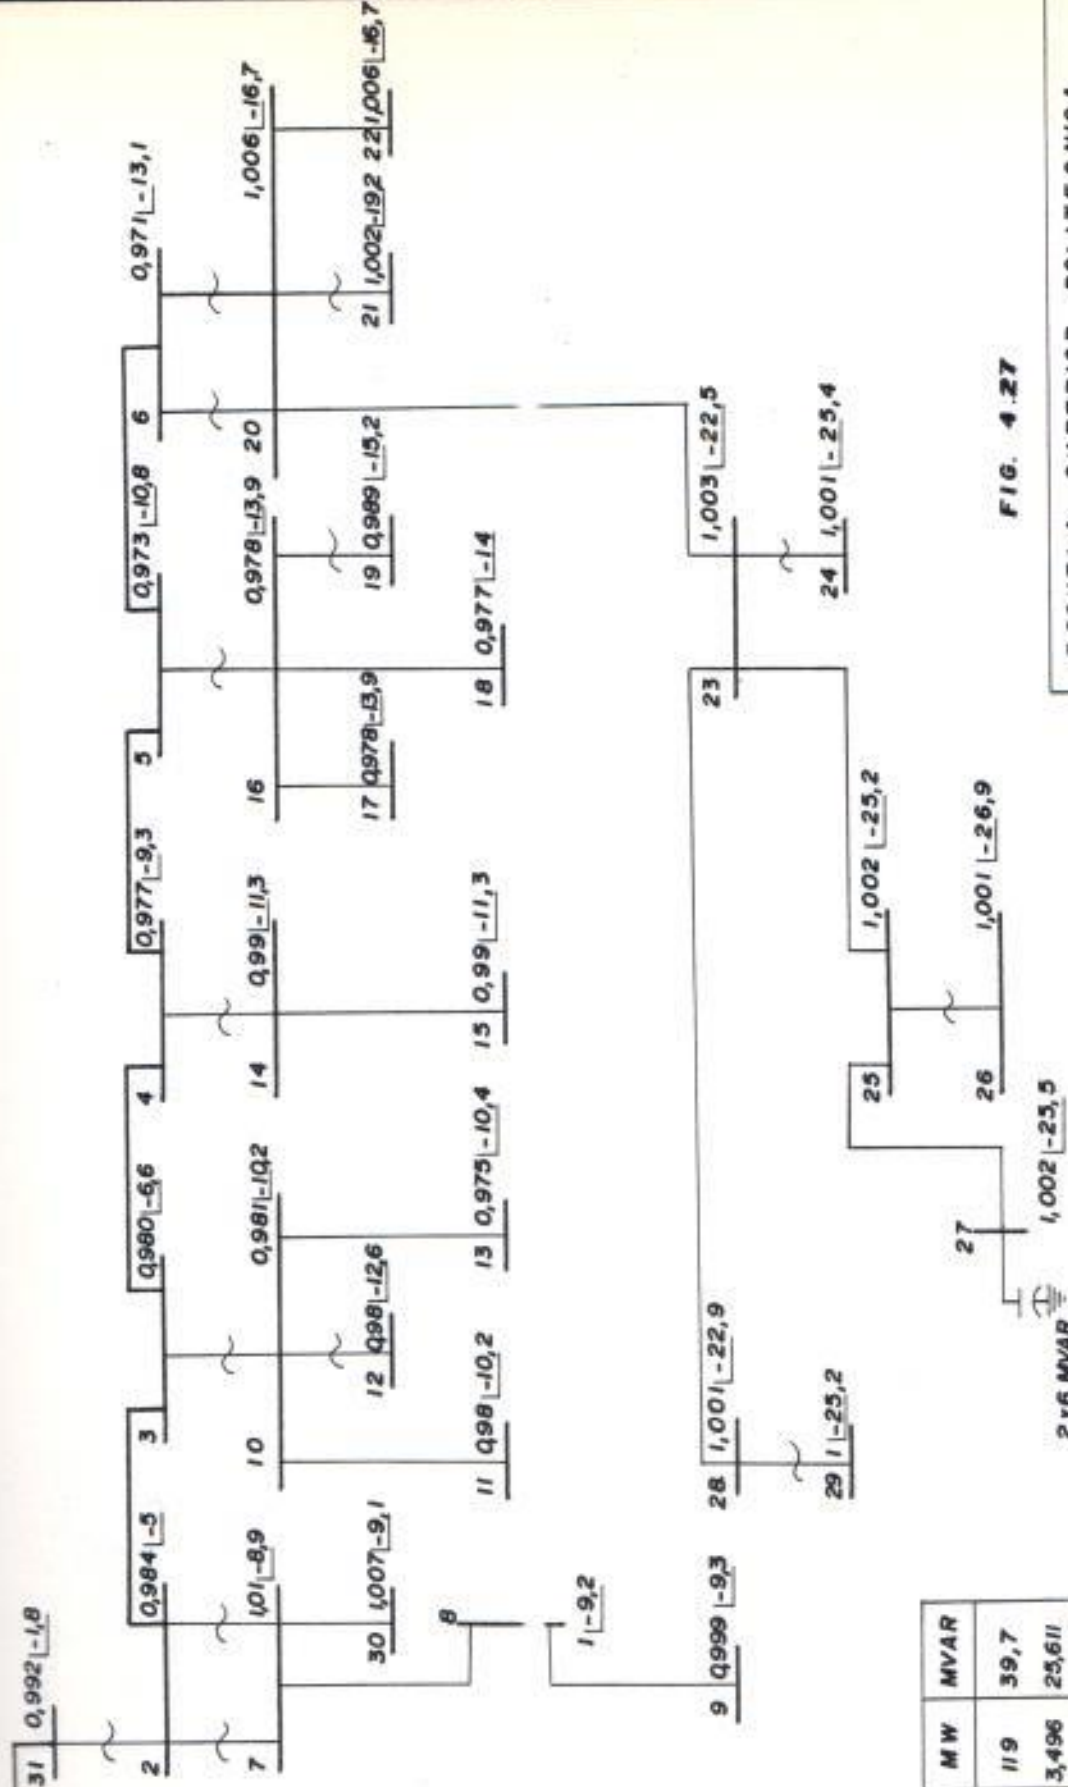 31 0,992 |-1,8
2 0,984 |-5
3 0,980 |-6,6
4 0,977 |-9,3
5 0,973 |-10,8
6 0,971 |-13,1
7 1,01 |-8,9
10 0,981 |-10,2
14 0,99 |-11,3
16 0,978 |-13,9
20 1,006 |-16,7
30 1,007 |-9,1
12 0,98 |-12,6
17 0,978 |-13,9
19 0,989 |-15,2
21 1,002 |-19,2
22 1,006 |-16,7
8
1 |-9,2
11 0,98 |-10,2
13 0,975 |-10,4
15 0,99 |-11,3
18 0,977 |-14
9 0,999 |-9,3
28 1,001 |-22,9
23 1,003 |-22,5
29 1 |-25,2
24 1,001 |-25,4
25 1,002 |-25,2
26 1,001 |-26,9
27
1,002 |-25,5
2x6 MVAR
FIG. 4.27
MW MVAR
119 39,7
3,496 25,611